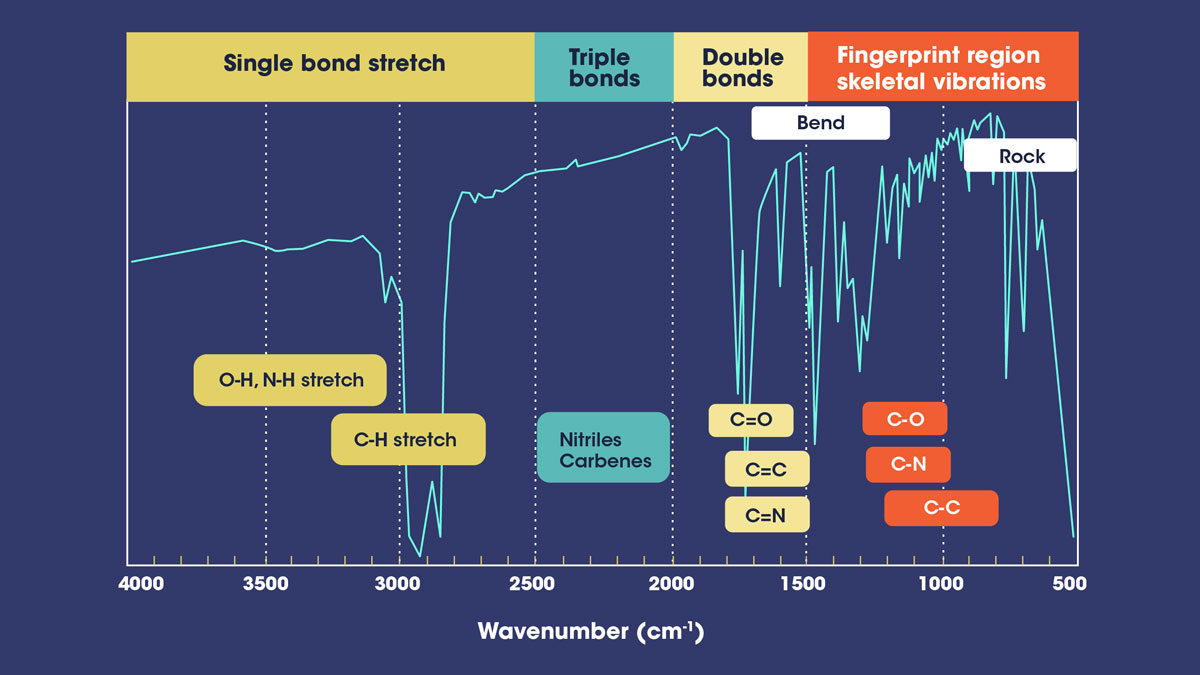 Single bond stretch
Triple
bonds
Double
bonds
Fingerprint region
skeletal vibrations
Bend
Rock
O-H, N-H stretch
C-H stretch
Nitriles
Carbenes
C=O
C=C
C=N
C-O
C-N
C-C
4000 3500 3000 2500 2000 1500 1000 500
Wavenumber (cm⁻¹)